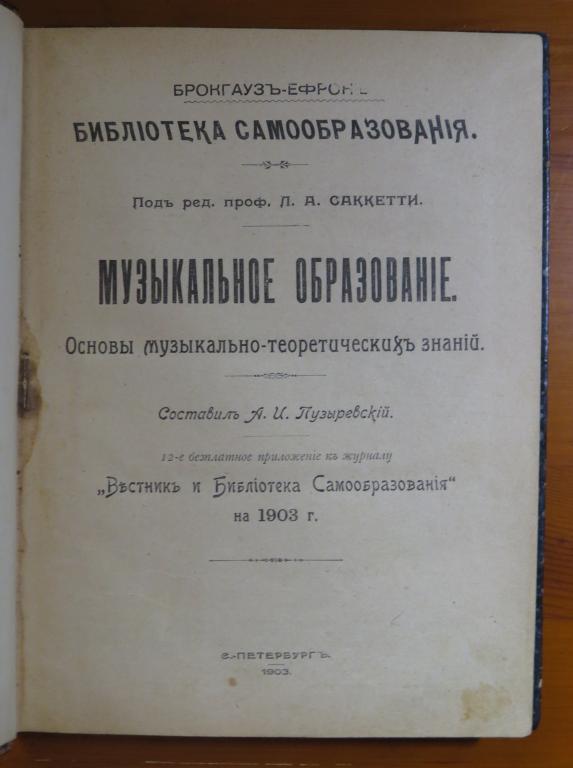 БРОКГАУЗЪ-ЕФРОНЪ
БИБЛІОТЕКА САМООБРАЗОВАНІЯ.
Подъ ред. проф. Л. А. САККЕТТИ.
МУЗЫКАЛЬНОЕ ОБРАЗОВАНІЕ.
Основы музыкально-теоретическихъ знаній.
Составилъ А. И. Пузыревскій.
12-е безплатное приложеніе къ журналу
„Вѣстникъ и Библіотека Самообразованія“
на 1903 г.
С.-ПЕТЕРБУРГЪ.
1903.